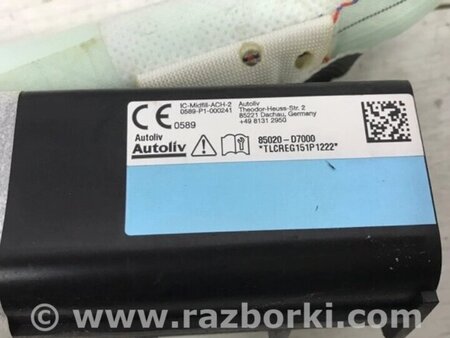 IC-Midfill-ACH-2
0589-P1-000241
Autoliv
Theodor-Heuss-Str. 2
85221 Dachau, Germany
+49 8131 2950
CE 0589
Autoliv
Autoliv
85020-D7000
*TLCREG151P1222*
www.razborki.com